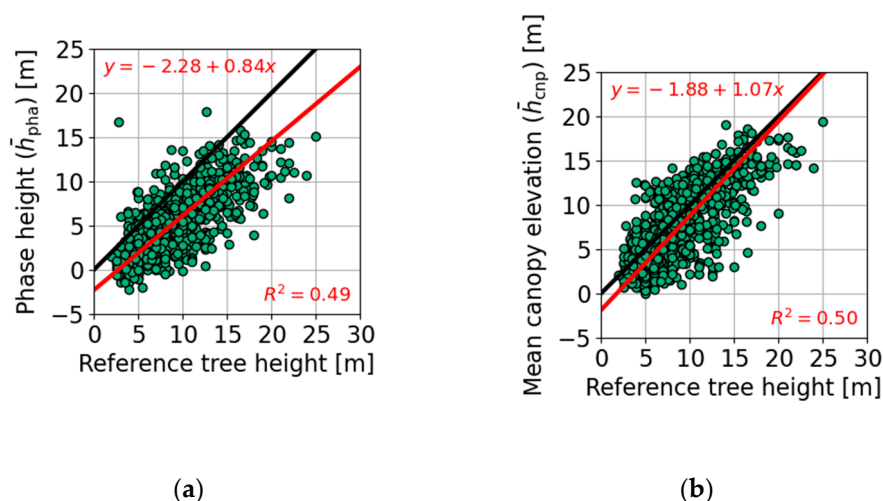 Phase height (h̄pha) [m]
25
20
15
10
5
0
−5
y = −2.28 + 0.84x
R² = 0.49
0 5 10 15 20 25 30
Reference tree height [m]
(a)
Mean canopy elevation (h̄cnp) [m]
25
20
15
10
5
0
−5
y = −1.88 + 1.07x
R² = 0.50
0 5 10 15 20 25 30
Reference tree height [m]
(b)